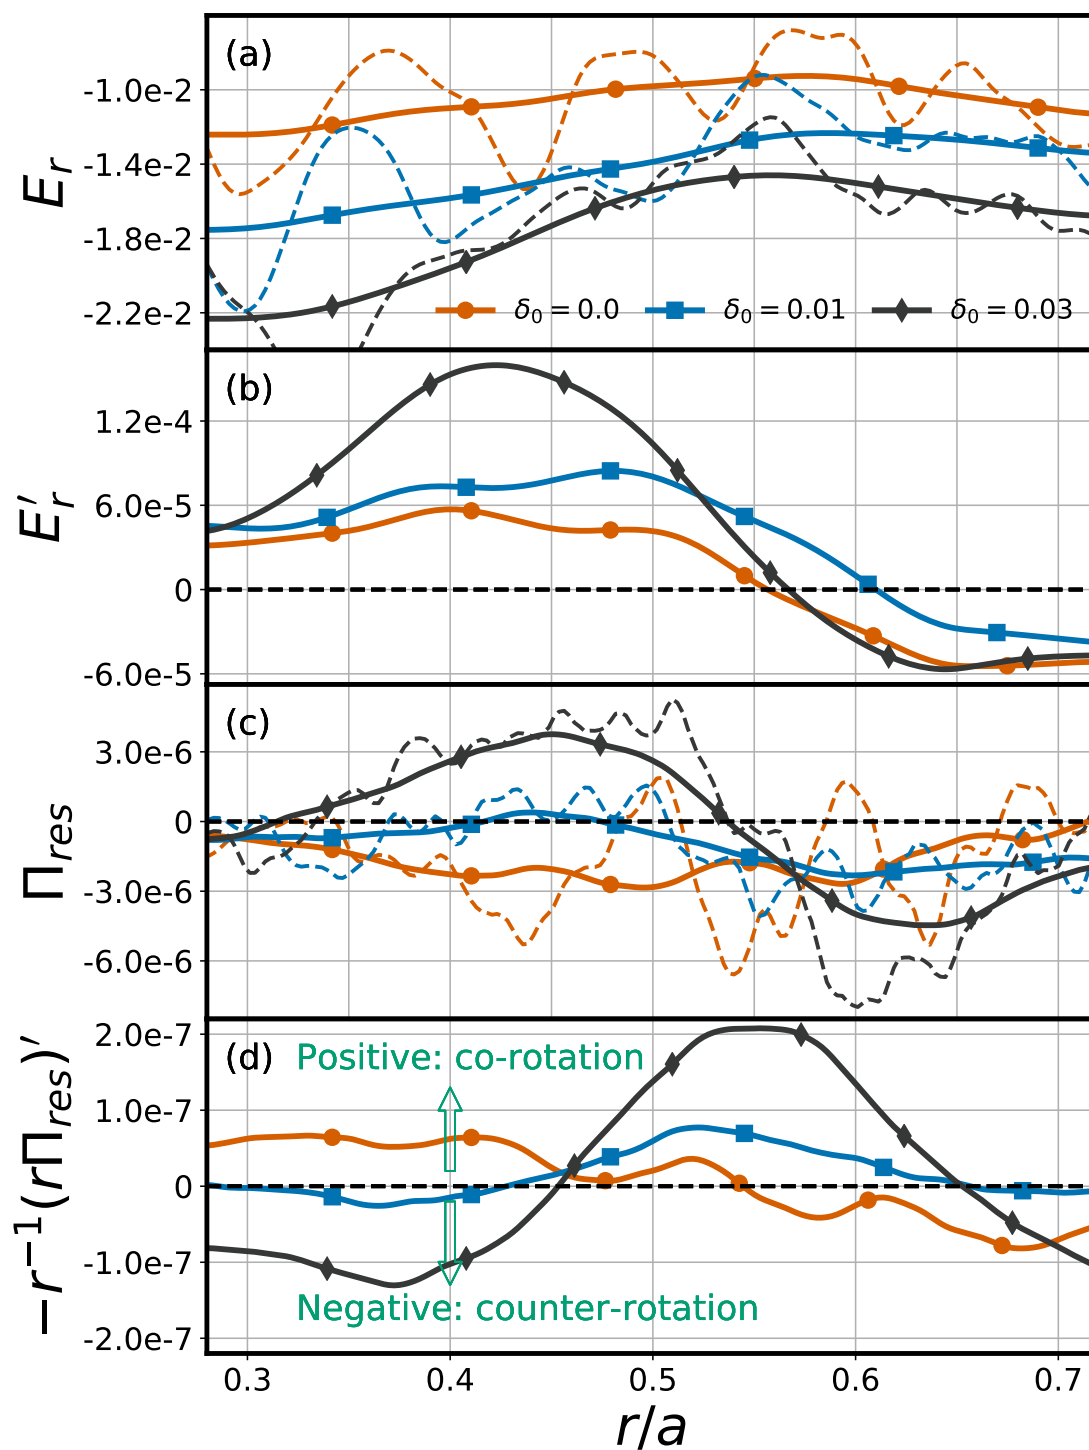 (a)
E_r
-1.0e-2
-1.4e-2
-1.8e-2
-2.2e-2
δ₀ = 0.0 δ₀ = 0.01 δ₀ = 0.03
(b)
E′_r
1.2e-4
6.0e-5
0
-6.0e-5
(c)
Π_res
3.0e-6
0
-3.0e-6
-6.0e-6
(d)
−r⁻¹(rΠ_res)′
2.0e-7
1.0e-7
0
-1.0e-7
-2.0e-7
Positive: co-rotation
Negative: counter-rotation
0.3 0.4 0.5 0.6 0.7
r/a